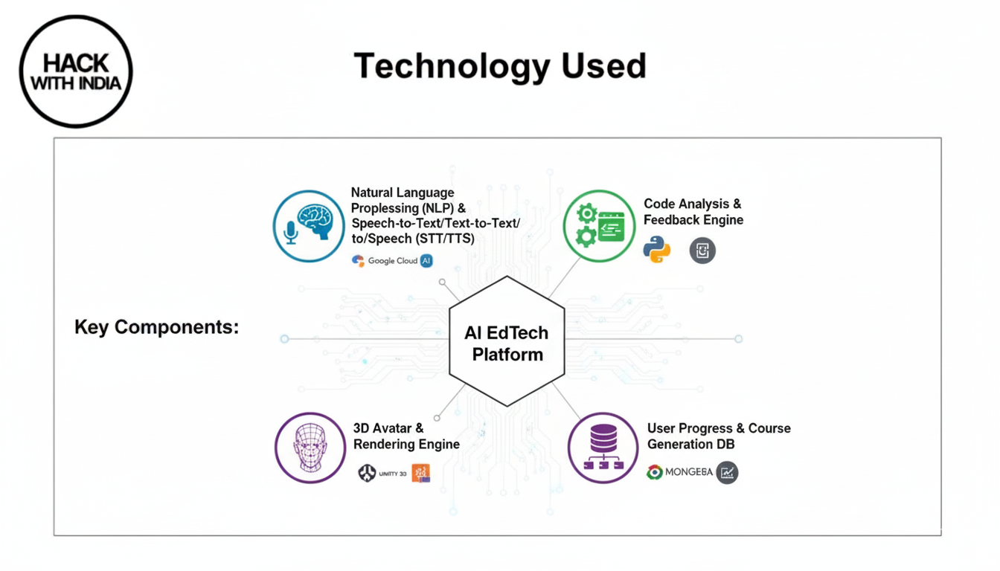 HACK
WITH INDIA
Technology Used
Key Components:
Natural Language
Proplessing (NLP) &
Speech-to-Text/Text-to-Text/
to/Speech (STT/TTS)
Google Cloud AI
Code Analysis &
Feedback Engine
AI EdTech
Platform
3D Avatar &
Rendering Engine
User Progress & Course
Generation DB
MONGEBA